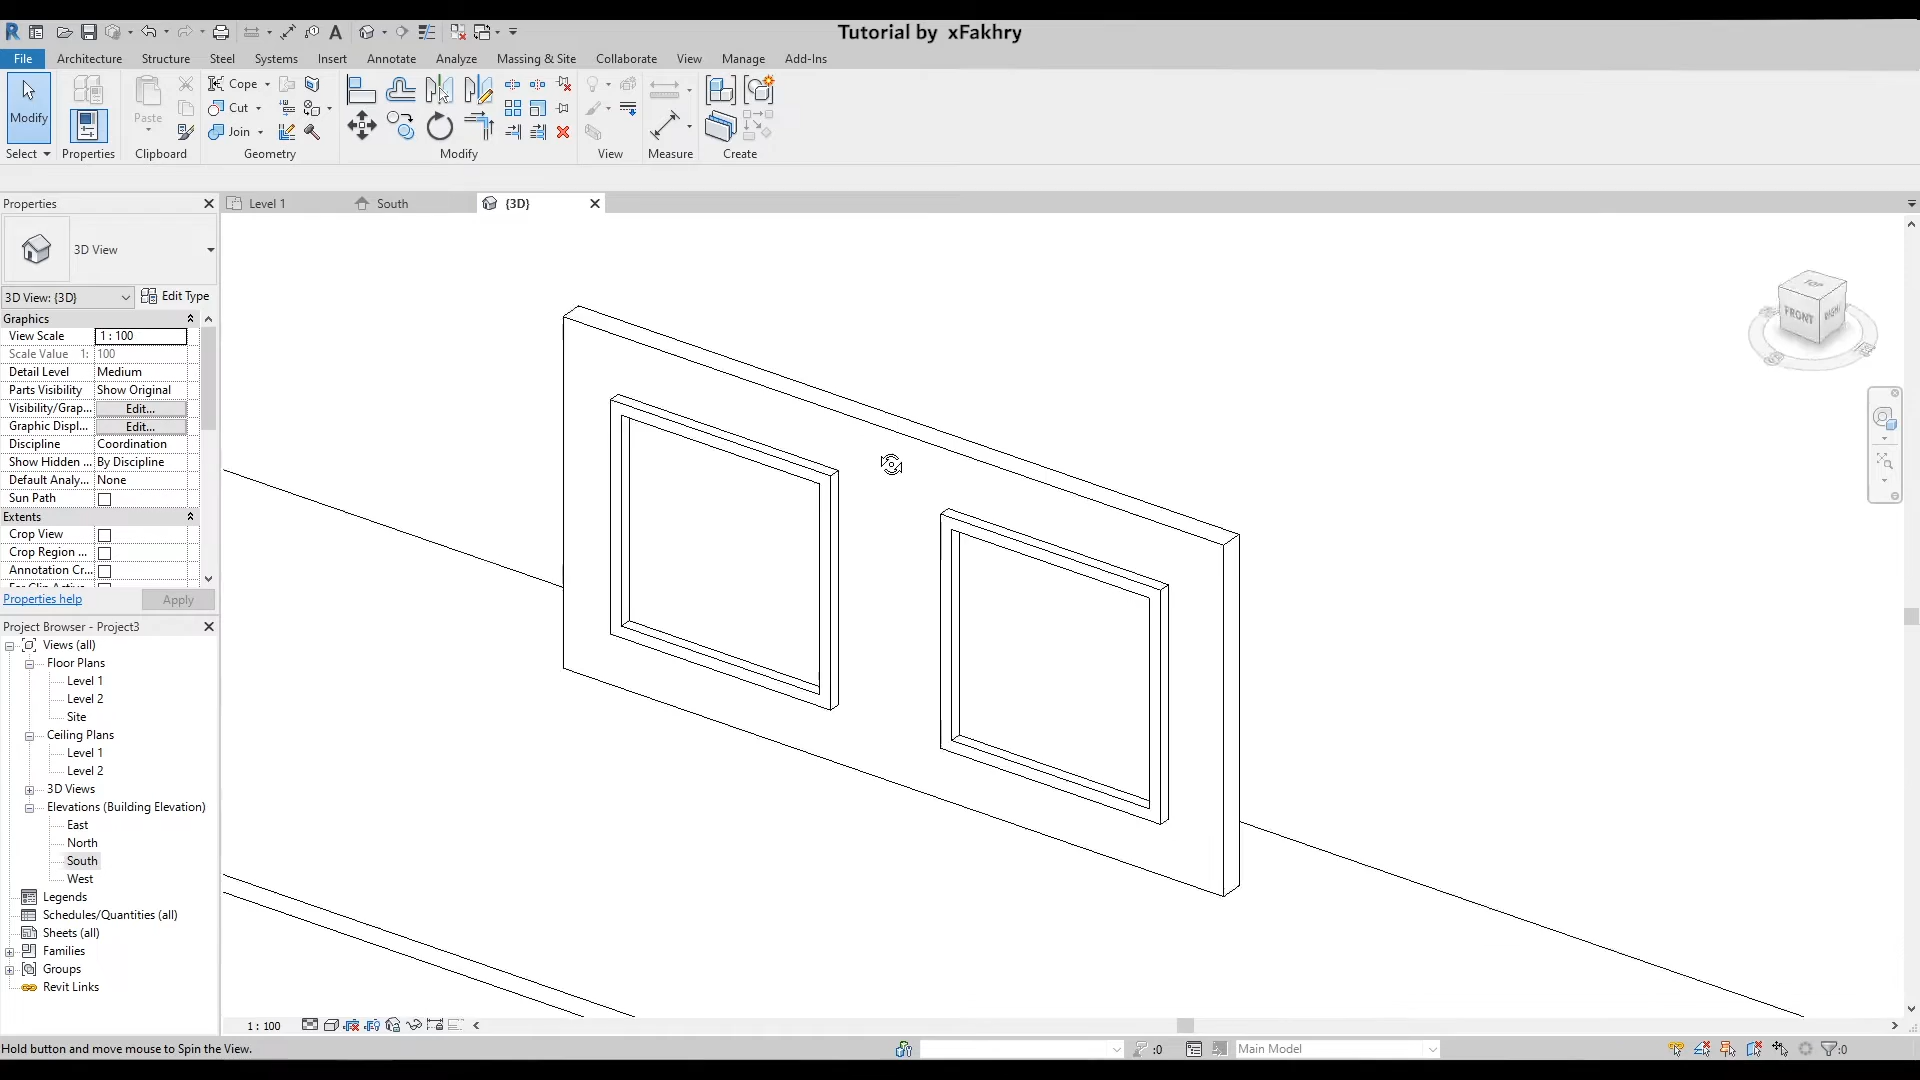 Tutorial by xFakhry
File Architecture Structure Steel Systems Insert Annotate Analyze Massing & Site Collaborate View Manage Add-Ins
Modify
Paste
Cope
Cut
Join
Select Properties Clipboard Geometry Modify View Measure Create
Properties
Level 1
South
{3D}
3D View
3D View: {3D}
Edit Type
Graphics
View Scale 1 : 100
Scale Value 1: 100
Detail Level Medium
Parts Visibility Show Original
Visibility/Grap... Edit...
Graphic Displ... Edit...
Discipline Coordination
Show Hidden ... By Discipline
Default Analy... None
Sun Path
Extents
Crop View
Crop Region ...
Annotation Cr...
Properties help
Apply
Project Browser - Project3
Views (all)
Floor Plans
Level 1
Level 2
Site
Ceiling Plans
Level 1
Level 2
3D Views
Elevations (Building Elevation)
East
North
South
West
Legends
Schedules/Quantities (all)
Sheets (all)
Families
Groups
Revit Links
TOP
FRONT
RIGHT
1 : 100
Hold button and move mouse to Spin the View.
:0
Main Model
:0